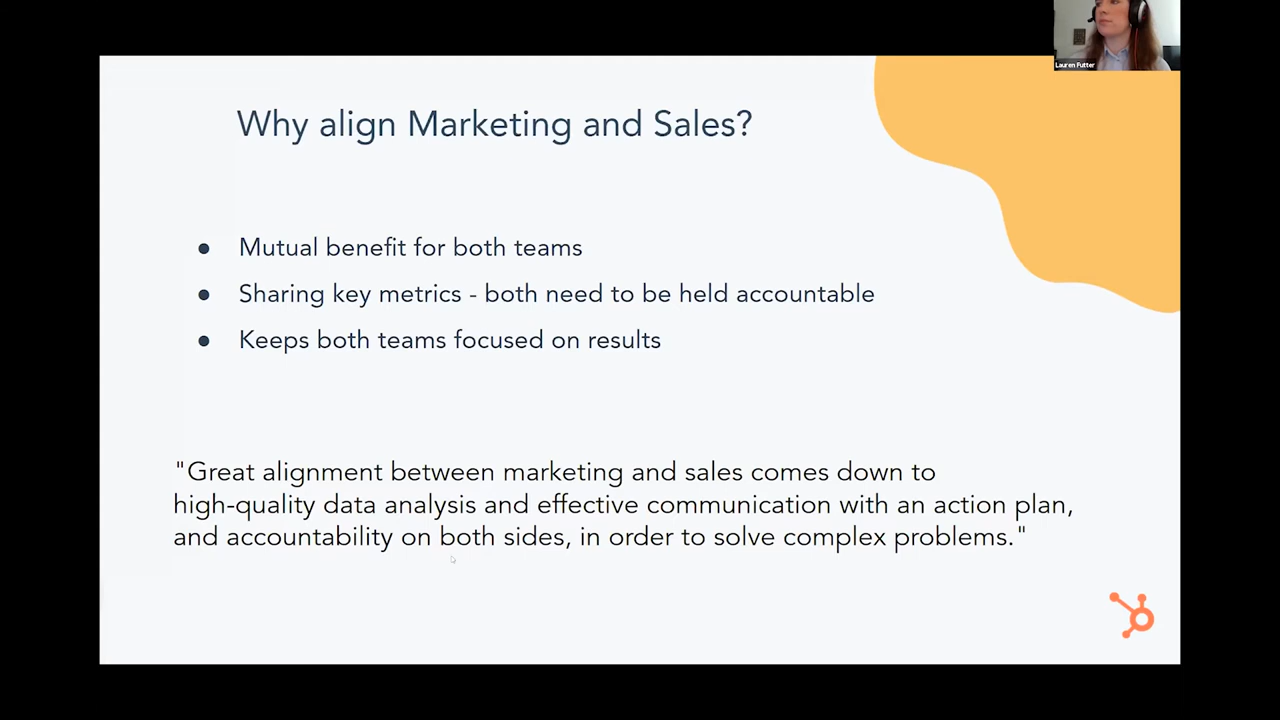 Lauren Futter
Why align Marketing and Sales?
● Mutual benefit for both teams
● Sharing key metrics - both need to be held accountable
● Keeps both teams focused on results
"Great alignment between marketing and sales comes down to
high-quality data analysis and effective communication with an action plan,
and accountability on both sides, in order to solve complex problems."